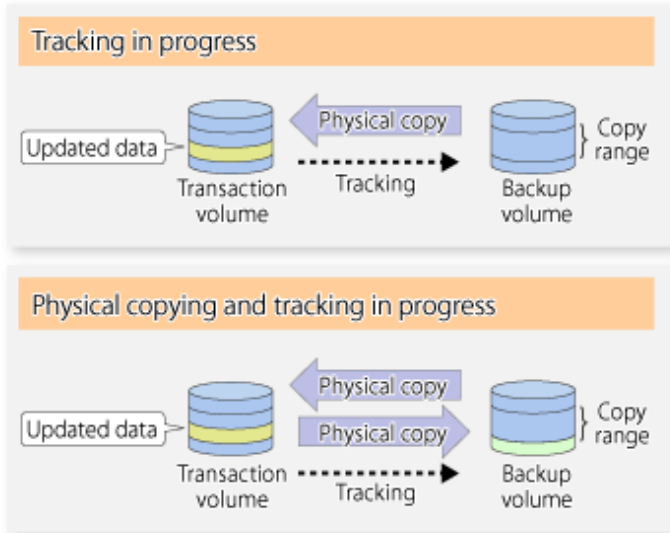 Tracking in progress
Physical copy
Updated data
Copy
range
Tracking
Transaction
volume
Backup
volume
Physical copying and tracking in progress
Physical copy
Updated data
Physical copy
Copy
range
Tracking
Transaction
volume
Backup
volume